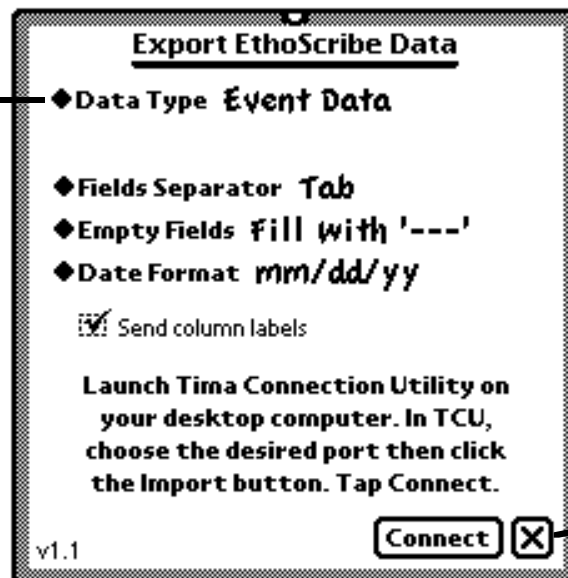 Export EthoScribe Data
Data Type Event Data
Fields Separator Tab
Empty Fields Fill with '---'
Date Format mm/dd/yy
Send column labels
Launch Tima Connection Utility on
your desktop computer. In TCU,
choose the desired port then click
the Import button. Tap Connect.
v1.1 Connect